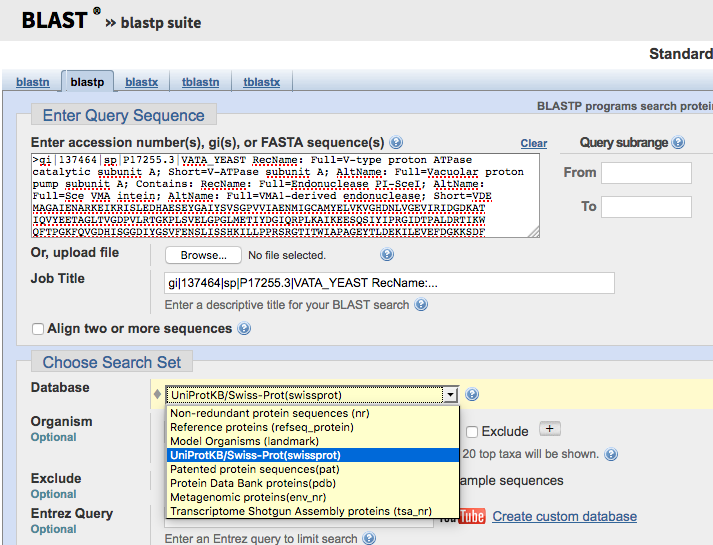 BLAST ® » blastp suite
Standard
blastn blastp blastx tblastn tblastx
BLASTP programs search protei
Enter Query Sequence
Enter accession number(s), gi(s), or FASTA sequence(s) ? Clear Query subrange ?
>gi|137464|sp|P17255.3|VATA_YEAST RecName: Full=V-type proton ATPase
catalytic subunit A; Short=V-ATPase subunit A; AltName: Full=Vacuolar proton
pump subunit A; Contains: RecName: Full=Endonuclease PI-SceI; AltName:
Full=Sce VMA intein; AltName: Full=VMA1-derived endonuclease; Short=VDE
MAGAIENARKEIKRISLEDHAESEYGAIYSVSGPVVIAENMIGCAMYELVKVGHDNLVGEVIRIDGDKAT
IQVYEETAGLTVGDPVLRTGKPLSVELGPGLMETIYDGIQRPLKAIKEESQSIYIPRGIDTPALDRTIKW
QFTPGKFQVGDHISGGDIYGSVFENSLISSHKILLPPRSRGTITWIAPAGEYTLDEKILEVEFDGKKSDF
From
To
Or, upload file Browse... No file selected. ?
Job Title gi|137464|sp|P17255.3|VATA_YEAST RecName:...
Enter a descriptive title for your BLAST search ?
Align two or more sequences ?
Choose Search Set
Database UniProtKB/Swiss-Prot(swissprot) ?
Non-redundant protein sequences (nr)
Reference proteins (refseq_protein)
Model Organisms (landmark)
UniProtKB/Swiss-Prot(swissprot)
Patented protein sequences(pat)
Protein Data Bank proteins(pdb)
Metagenomic proteins(env_nr)
Transcriptome Shotgun Assembly proteins (tsa_nr)
Organism
Optional
Exclude +
20 top taxa will be shown. ?
Exclude
Optional
ample sequences
Entrez Query
Optional
You Tube Create custom database
Enter an Entrez query to limit search ?